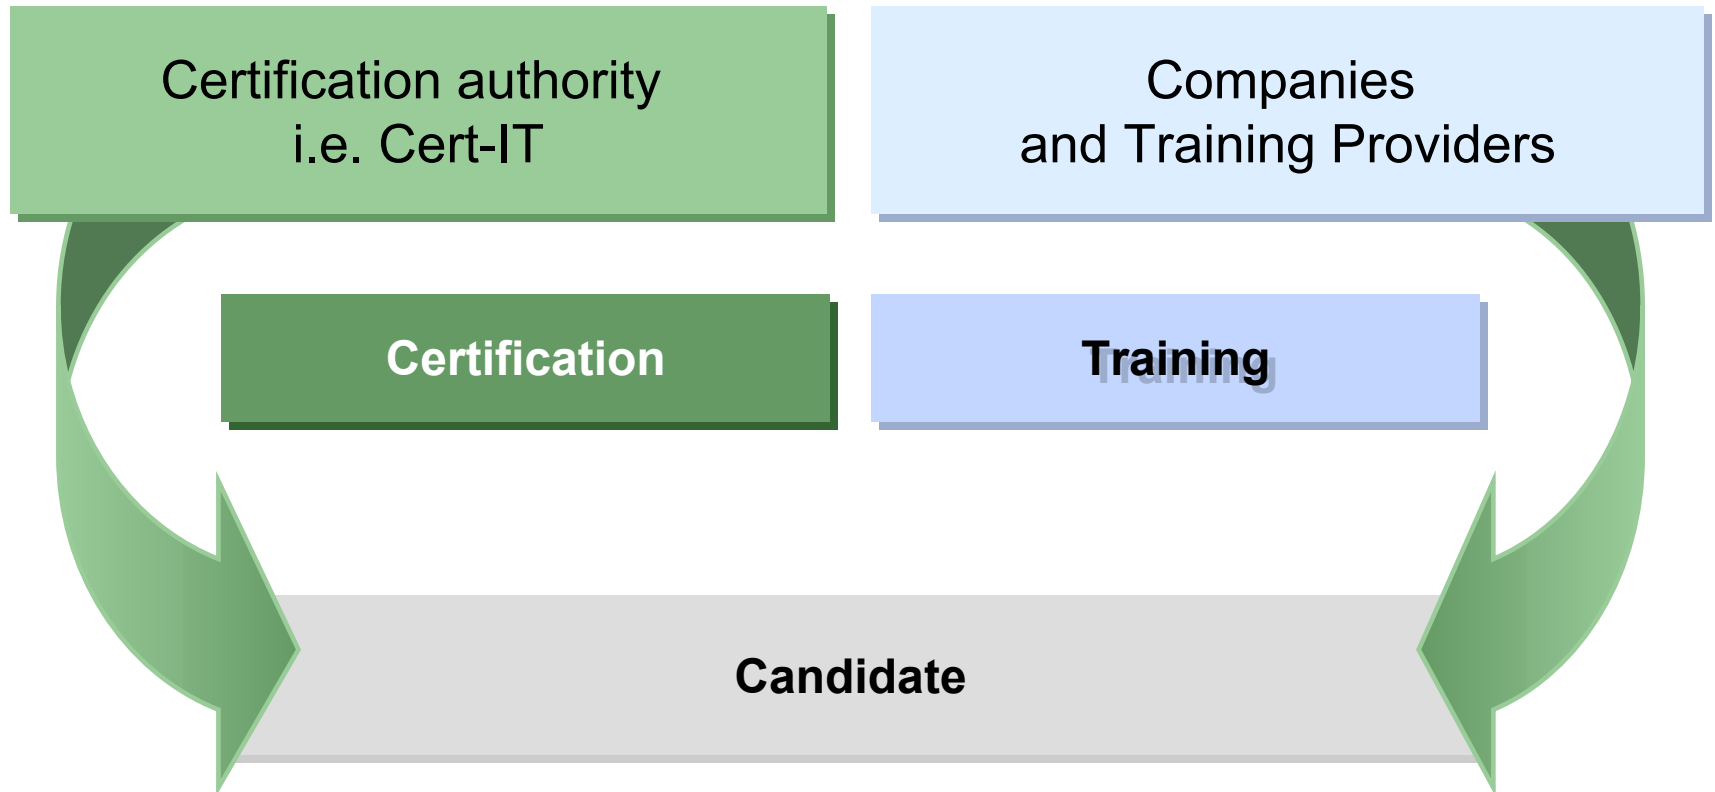 Certification authority
i.e. Cert-IT
Companies
and Training Providers
Certification
Training
Candidate